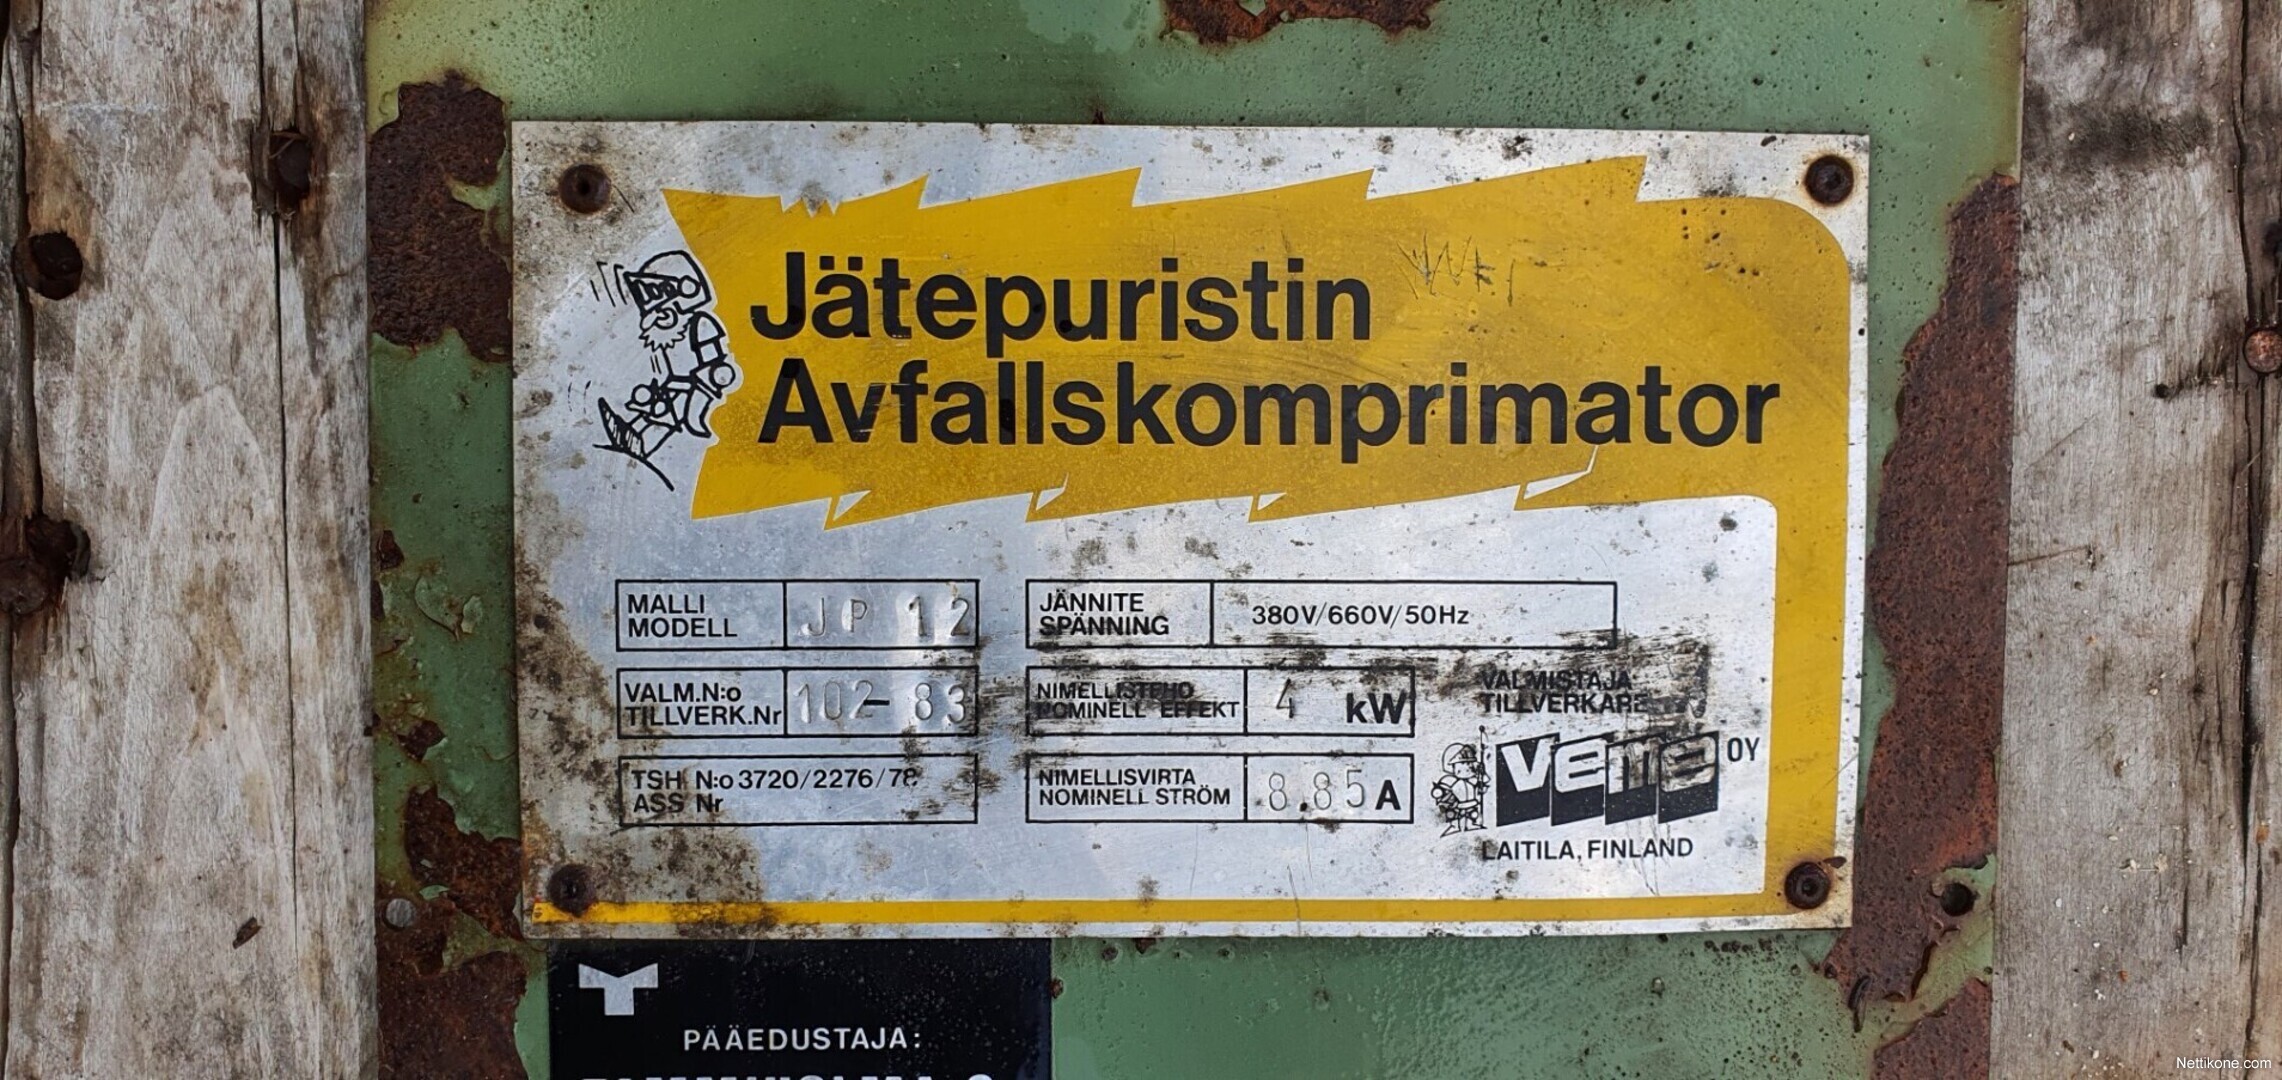 Jätepuristin
Avfallskomprimator
MALLI
MODELL
JP 12
JÄNNITE
SPÄNNING
380V/660V/50Hz
VALM.N:o
TILLVERK.Nr
102-83
NIMELLISTEHO
NOMINELL EFFEKT
4 kW
VALMISTAJA
TILLVERKARE
TSH N:o 3720/2276/78
ASS Nr
NIMELLISVIRTA
NOMINELL STRÖM
8.85 A
veme OY
LAITILA, FINLAND
PÄÄEDUSTAJA:
Nettikone.com